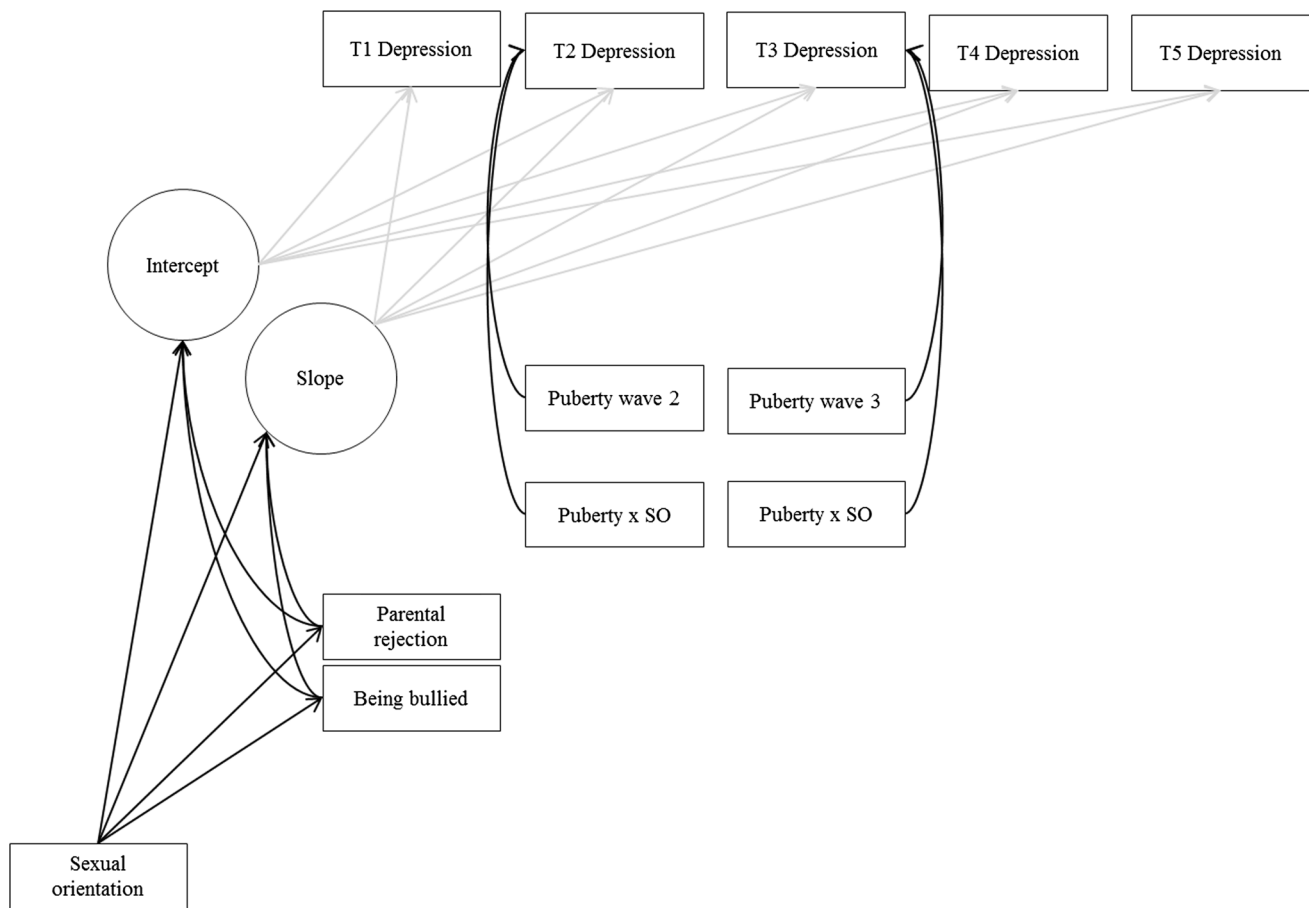 T1 Depression
T2 Depression
T3 Depression
T4 Depression
T5 Depression
Intercept
Slope
Puberty wave 2
Puberty wave 3
Puberty x SO
Puberty x SO
Parental
rejection
Being bullied
Sexual
orientation